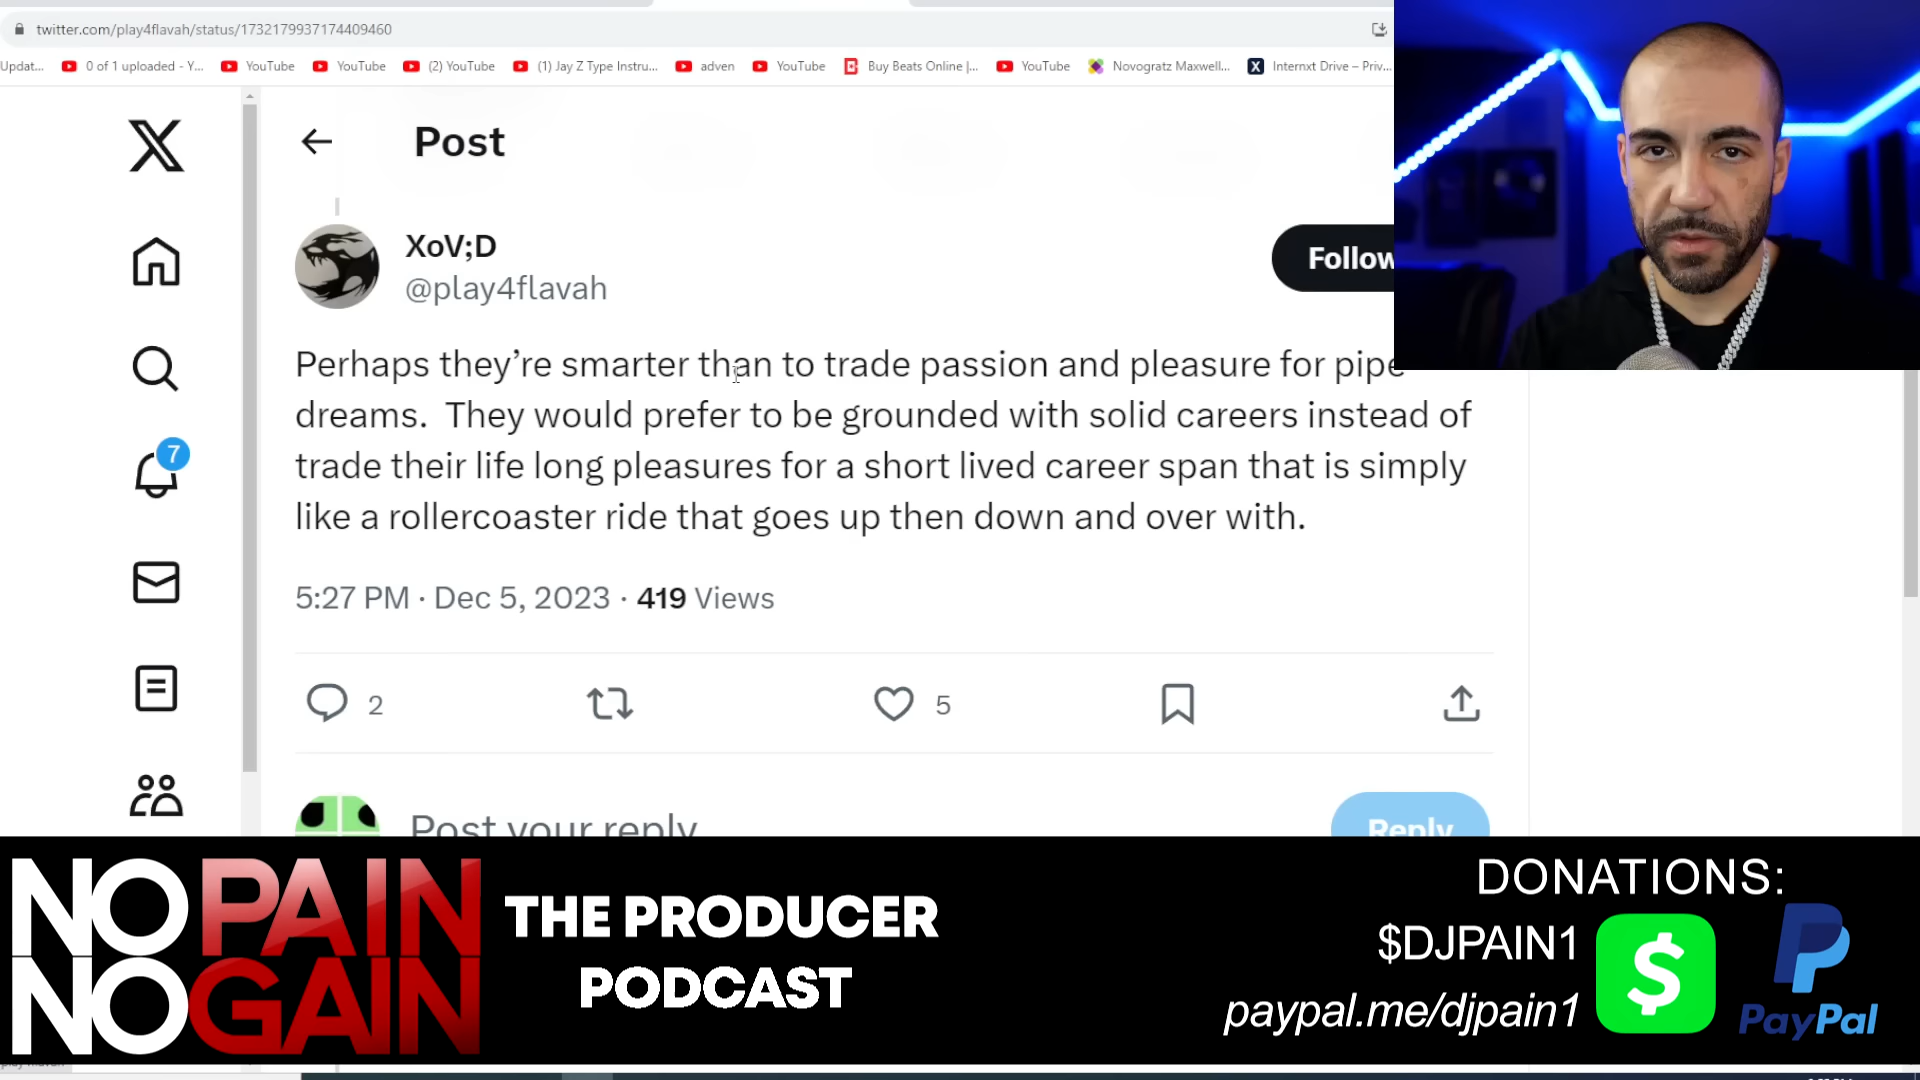 twitter.com/play4flavah/status/1732179937174409460
Updat... 0 of 1 uploaded - Y... YouTube YouTube (2) YouTube (1) Jay Z Type Instru... adven YouTube Buy Beats Online |... YouTube Novogratz Maxwell... X Internxt Drive – Priv...
Post
XoV;D
@play4flavah
Follow
Perhaps they’re smarter than to trade passion and pleasure for pipe
dreams. They would prefer to be grounded with solid careers instead of
trade their life long pleasures for a short lived career span that is simply
like a rollercoaster ride that goes up then down and over with.
5:27 PM · Dec 5, 2023 · 419 Views
7
2 5
Post your reply
Reply
NO PAIN
NO GAIN
THE PRODUCER
PODCAST
DONATIONS:
$DJPAIN1
paypal.me/djpain1
$
PayPal